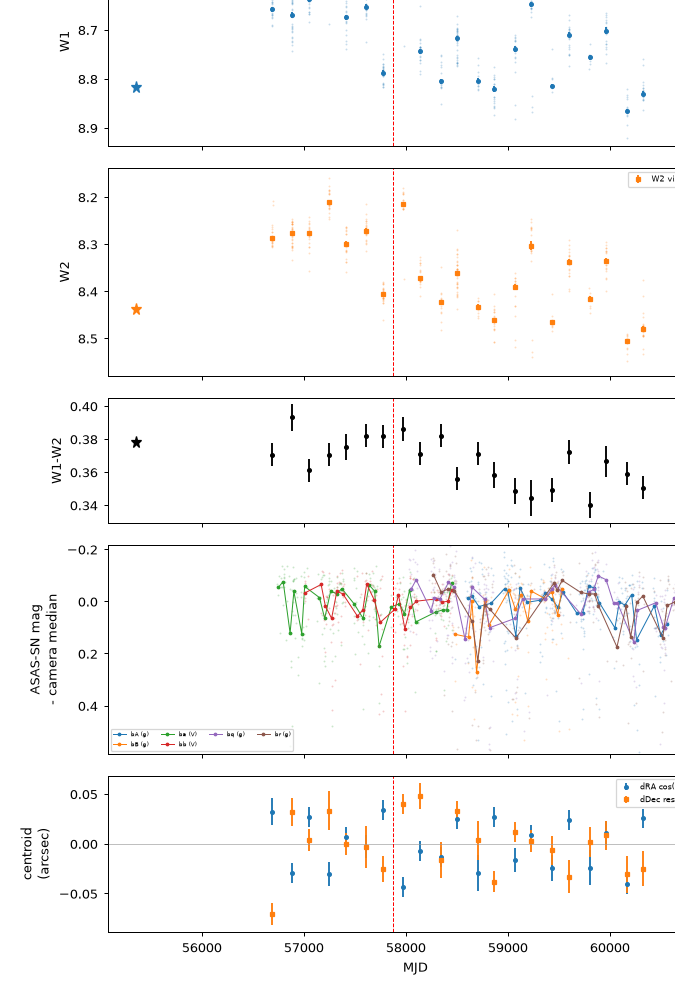 W1
8.7
8.8
8.9
W2
8.2
8.3
8.4
8.5
W2 vi
W1-W2
0.40
0.38
0.36
0.34
ASAS-SN mag
- camera median
−0.2
0.0
0.2
0.4
bA (g)
ba (V)
bq (g)
br (g)
bB (g)
bb (V)
centroid
(arcsec)
0.05
0.00
−0.05
dRA cos(
dDec res
56000
57000
58000
59000
60000
MJD